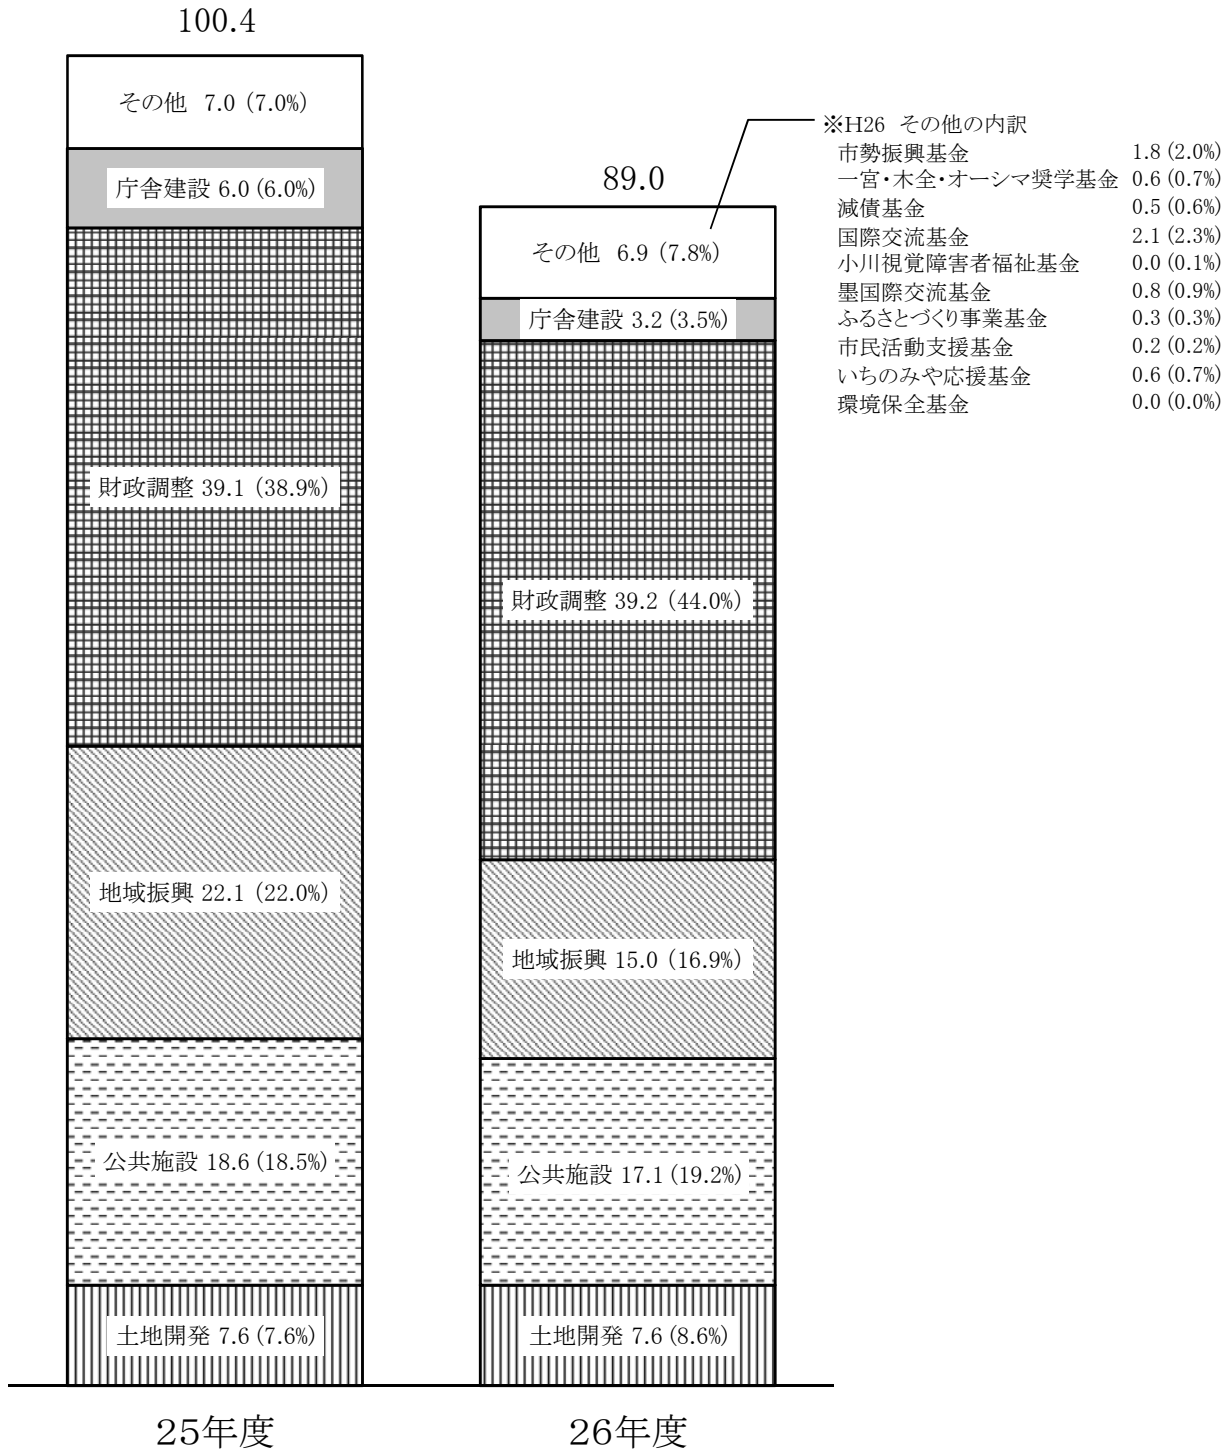 100.4
その他 7.0 (7.0%)
庁舎建設 6.0 (6.0%)
財政調整 39.1 (38.9%)
地域振興 22.1 (22.0%)
公共施設 18.6 (18.5%)
土地開発 7.6 (7.6%)
25年度
89.0
その他 6.9 (7.8%)
庁舎建設 3.2 (3.5%)
財政調整 39.2 (44.0%)
地域振興 15.0 (16.9%)
公共施設 17.1 (19.2%)
土地開発 7.6 (8.6%)
26年度
※H26 その他の内訳
市勢振興基金 1.8 (2.0%)
一宮・木全・オーシマ奨学基金 0.6 (0.7%)
減債基金 0.5 (0.6%)
国際交流基金 2.1 (2.3%)
小川視覚障害者福祉基金 0.0 (0.1%)
墨国際交流基金 0.8 (0.9%)
ふるさとづくり事業基金 0.3 (0.3%)
市民活動支援基金 0.2 (0.2%)
いちのみや応援基金 0.6 (0.7%)
環境保全基金 0.0 (0.0%)